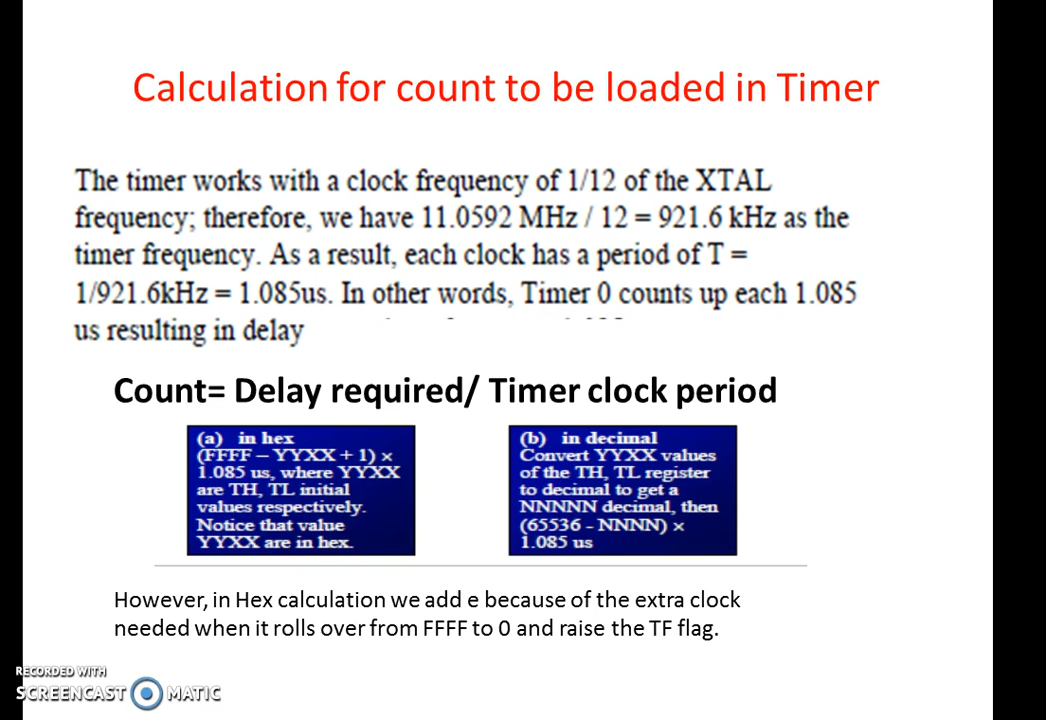 Calculation for count to be loaded in Timer
The timer works with a clock frequency of 1/12 of the XTAL
frequency; therefore, we have 11.0592 MHz / 12 = 921.6 kHz as the
timer frequency. As a result, each clock has a period of T =
1/921.6kHz = 1.085us. In other words, Timer 0 counts up each 1.085
us resulting in delay
Count= Delay required/ Timer clock period
(a) in hex
(FFFF – YYXX + 1) ×
1.085 us, where YYXX
are TH, TL initial
values respectively.
Notice that value
YYXX are in hex.
(b) in decimal
Convert YYXX values
of the TH, TL register
to decimal to get a
NNNNN decimal, then
(65536 - NNNN) ×
1.085 us
However, in Hex calculation we add e because of the extra clock
needed when it rolls over from FFFF to 0 and raise the TF flag.
RECORDED WITH
SCREENCAST MATIC